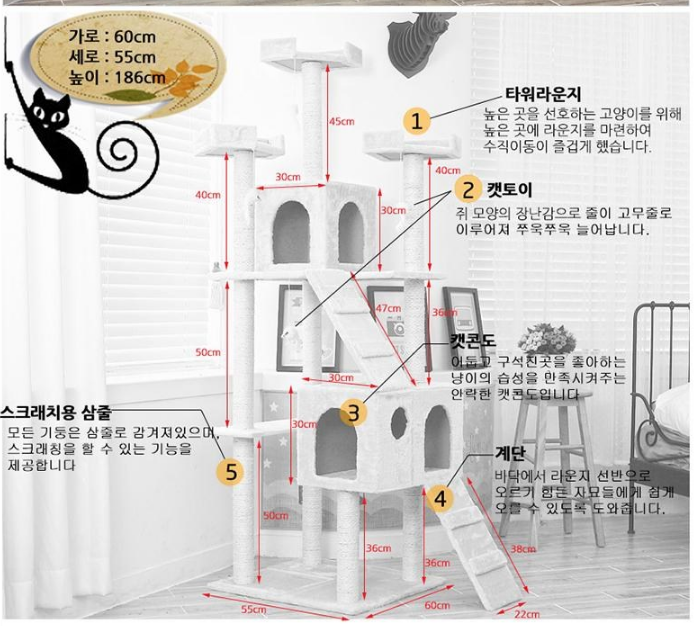 가로 : 60cm
세로 : 55cm
높이 : 186cm
1
타워라운지
높은 곳을 선호하는 고양이를 위해
높은 곳에 라운지를 마련하여
수직이동이 즐겁게 했습니다.
45cm
40cm
30cm
30cm
40cm
2 캣토이
쥐 모양의 장난감으로 줄이 고무줄로
이루어져 쭈욱쭈욱 늘어납니다.
47cm
36cm
50cm
30cm
30cm
3
캣콘도
어둡고 구석진곳을 좋아하는
냥이의 습성을 만족시켜주는
안락한 캣콘도입니다
스크래치용 삼줄
모든 기둥은 삼줄로 감겨져있으며,
스크래칭을 할 수 있는 기능을
제공합니다
5
4
계단
바닥에서 라운지 선반으로
오르기 힘든 자묘들에게 쉽게
오를 수 있도록 도와줍니다.
50cm
36cm
36cm
38cm
55cm
60cm
22cm